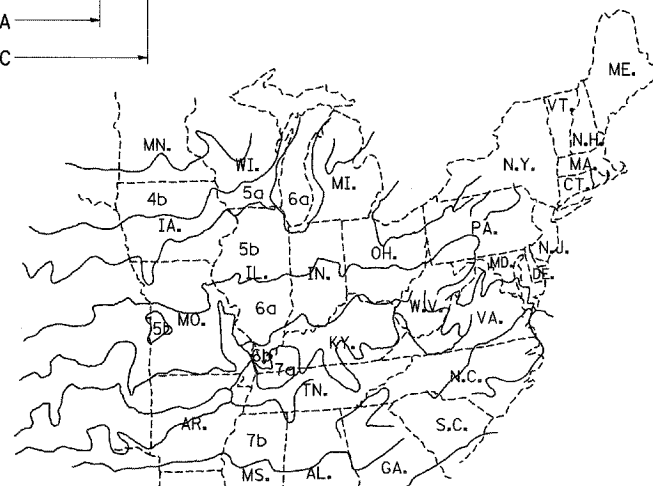 A
C
ME.
VT.
MN.
N.H.
WI.
N.Y.
MA.
MI.
CT.
4b
5a
6a
IA.
PA.
5b
OH.
N.J.
IL.
IN.
MD.
DE.
6a
W.V.
MO.
VA.
5b
KY.
6b
7a
N.C.
TN.
AR.
S.C.
7b
GA.
MS.
AL.